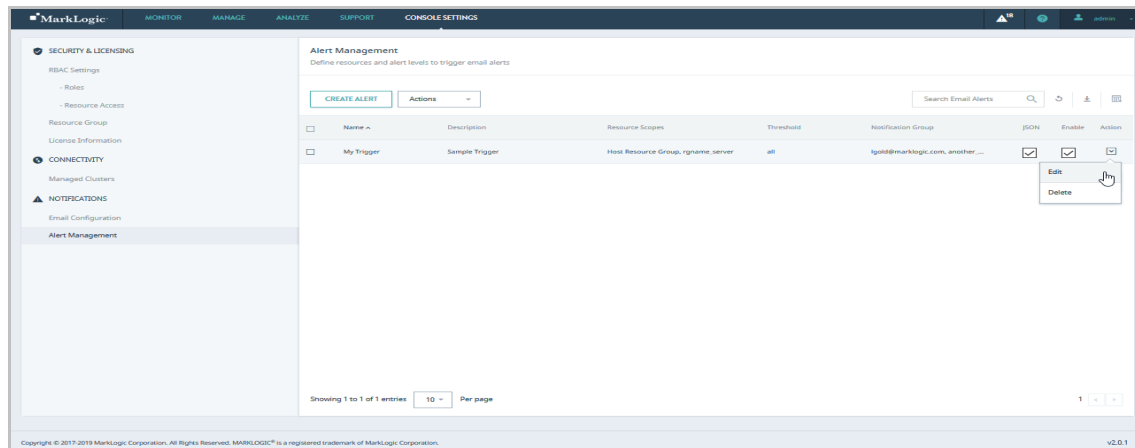 MarkLogic MONITOR MANAGE ANALYZE SUPPORT CONSOLE SETTINGS 18 ? admin
SECURITY & LICENSING
RBAC Settings
- Roles
- Resource Access
Resource Group
License Information
CONNECTIVITY
Managed Clusters
NOTIFICATIONS
Email Configuration
Alert Management
Alert Management
Define resources and alert levels to trigger email alerts
CREATE ALERT Actions Search Email Alerts
Name Description Resource Scopes Threshold Notification Group JSON Enable Action
My Trigger Sample Trigger Host Resource Group, rgname_server all lgold@marklogic.com, another_...
Edit
Delete
Showing 1 to 1 of 1 entries 10 Per page 1
Copyright © 2017-2019 MarkLogic Corporation. All Rights Reserved. MARKLOGIC® is a registered trademark of MarkLogic Corporation. v2.0.1